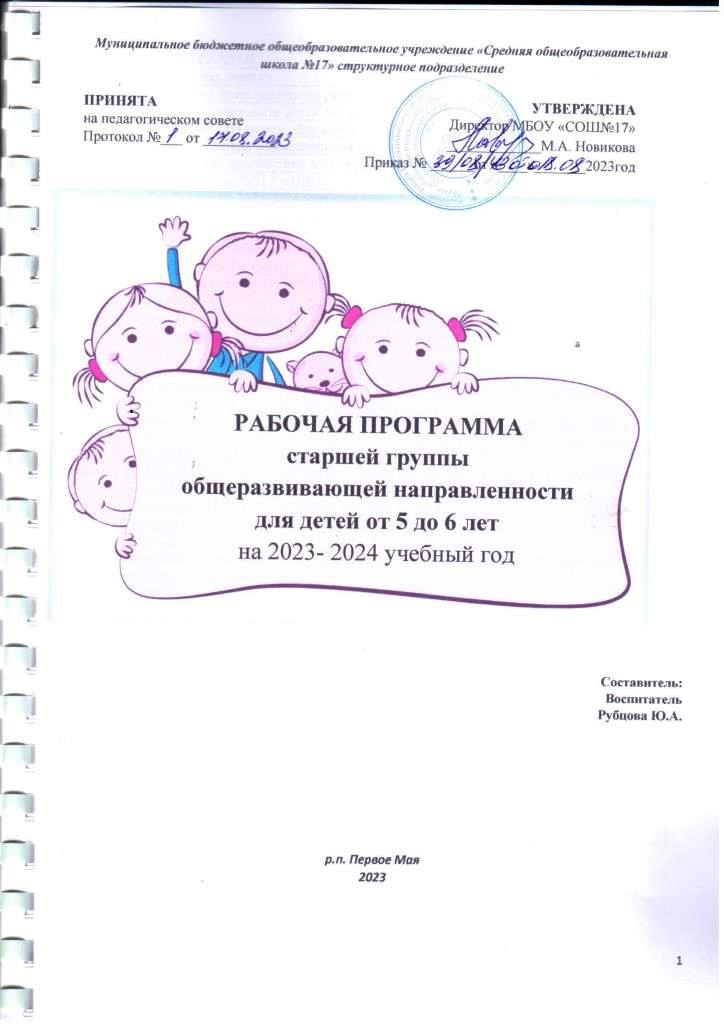 Муниципальное бюджетное общеобразовательное учреждение «Средняя общеобразовательная
школа №17» структурное подразделение
ПРИНЯТА
на педагогическом совете
Протокол № 1 от 17.08.2023
УТВЕРЖДЕНА
Директор МБОУ «СОШ№17»
М.А. Новикова
Приказ № 39/08 2023год
РАБОЧАЯ ПРОГРАММА
старшей группы
общеразвивающей направленности
для детей от 5 до 6 лет
на 2023- 2024 учебный год
Составитель:
Воспитатель
Рубцова Ю.А.
р.п. Первое Мая
2023
1